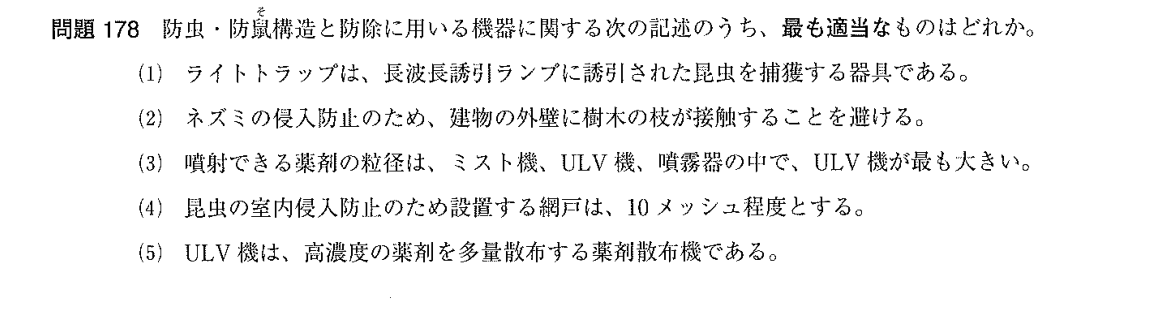 問題 178 防虫・防鼠構造と防除に用いる機器に関する次の記述のうち、最も適当なものはどれか。
(1) ライトトラップは、長波長誘引ランプに誘引された昆虫を捕獲する器具である。
(2) ネズミの侵入防止のため、建物の外壁に樹木の枝が接触することを避ける。
(3) 噴射できる薬剤の粒径は、ミスト機、ULV 機、噴霧器の中で、ULV 機が最も大きい。
(4) 昆虫の室内侵入防止のため設置する網戸は、10 メッシュ程度とする。
(5) ULV 機は、高濃度の薬剤を多量散布する薬剤散布機である。